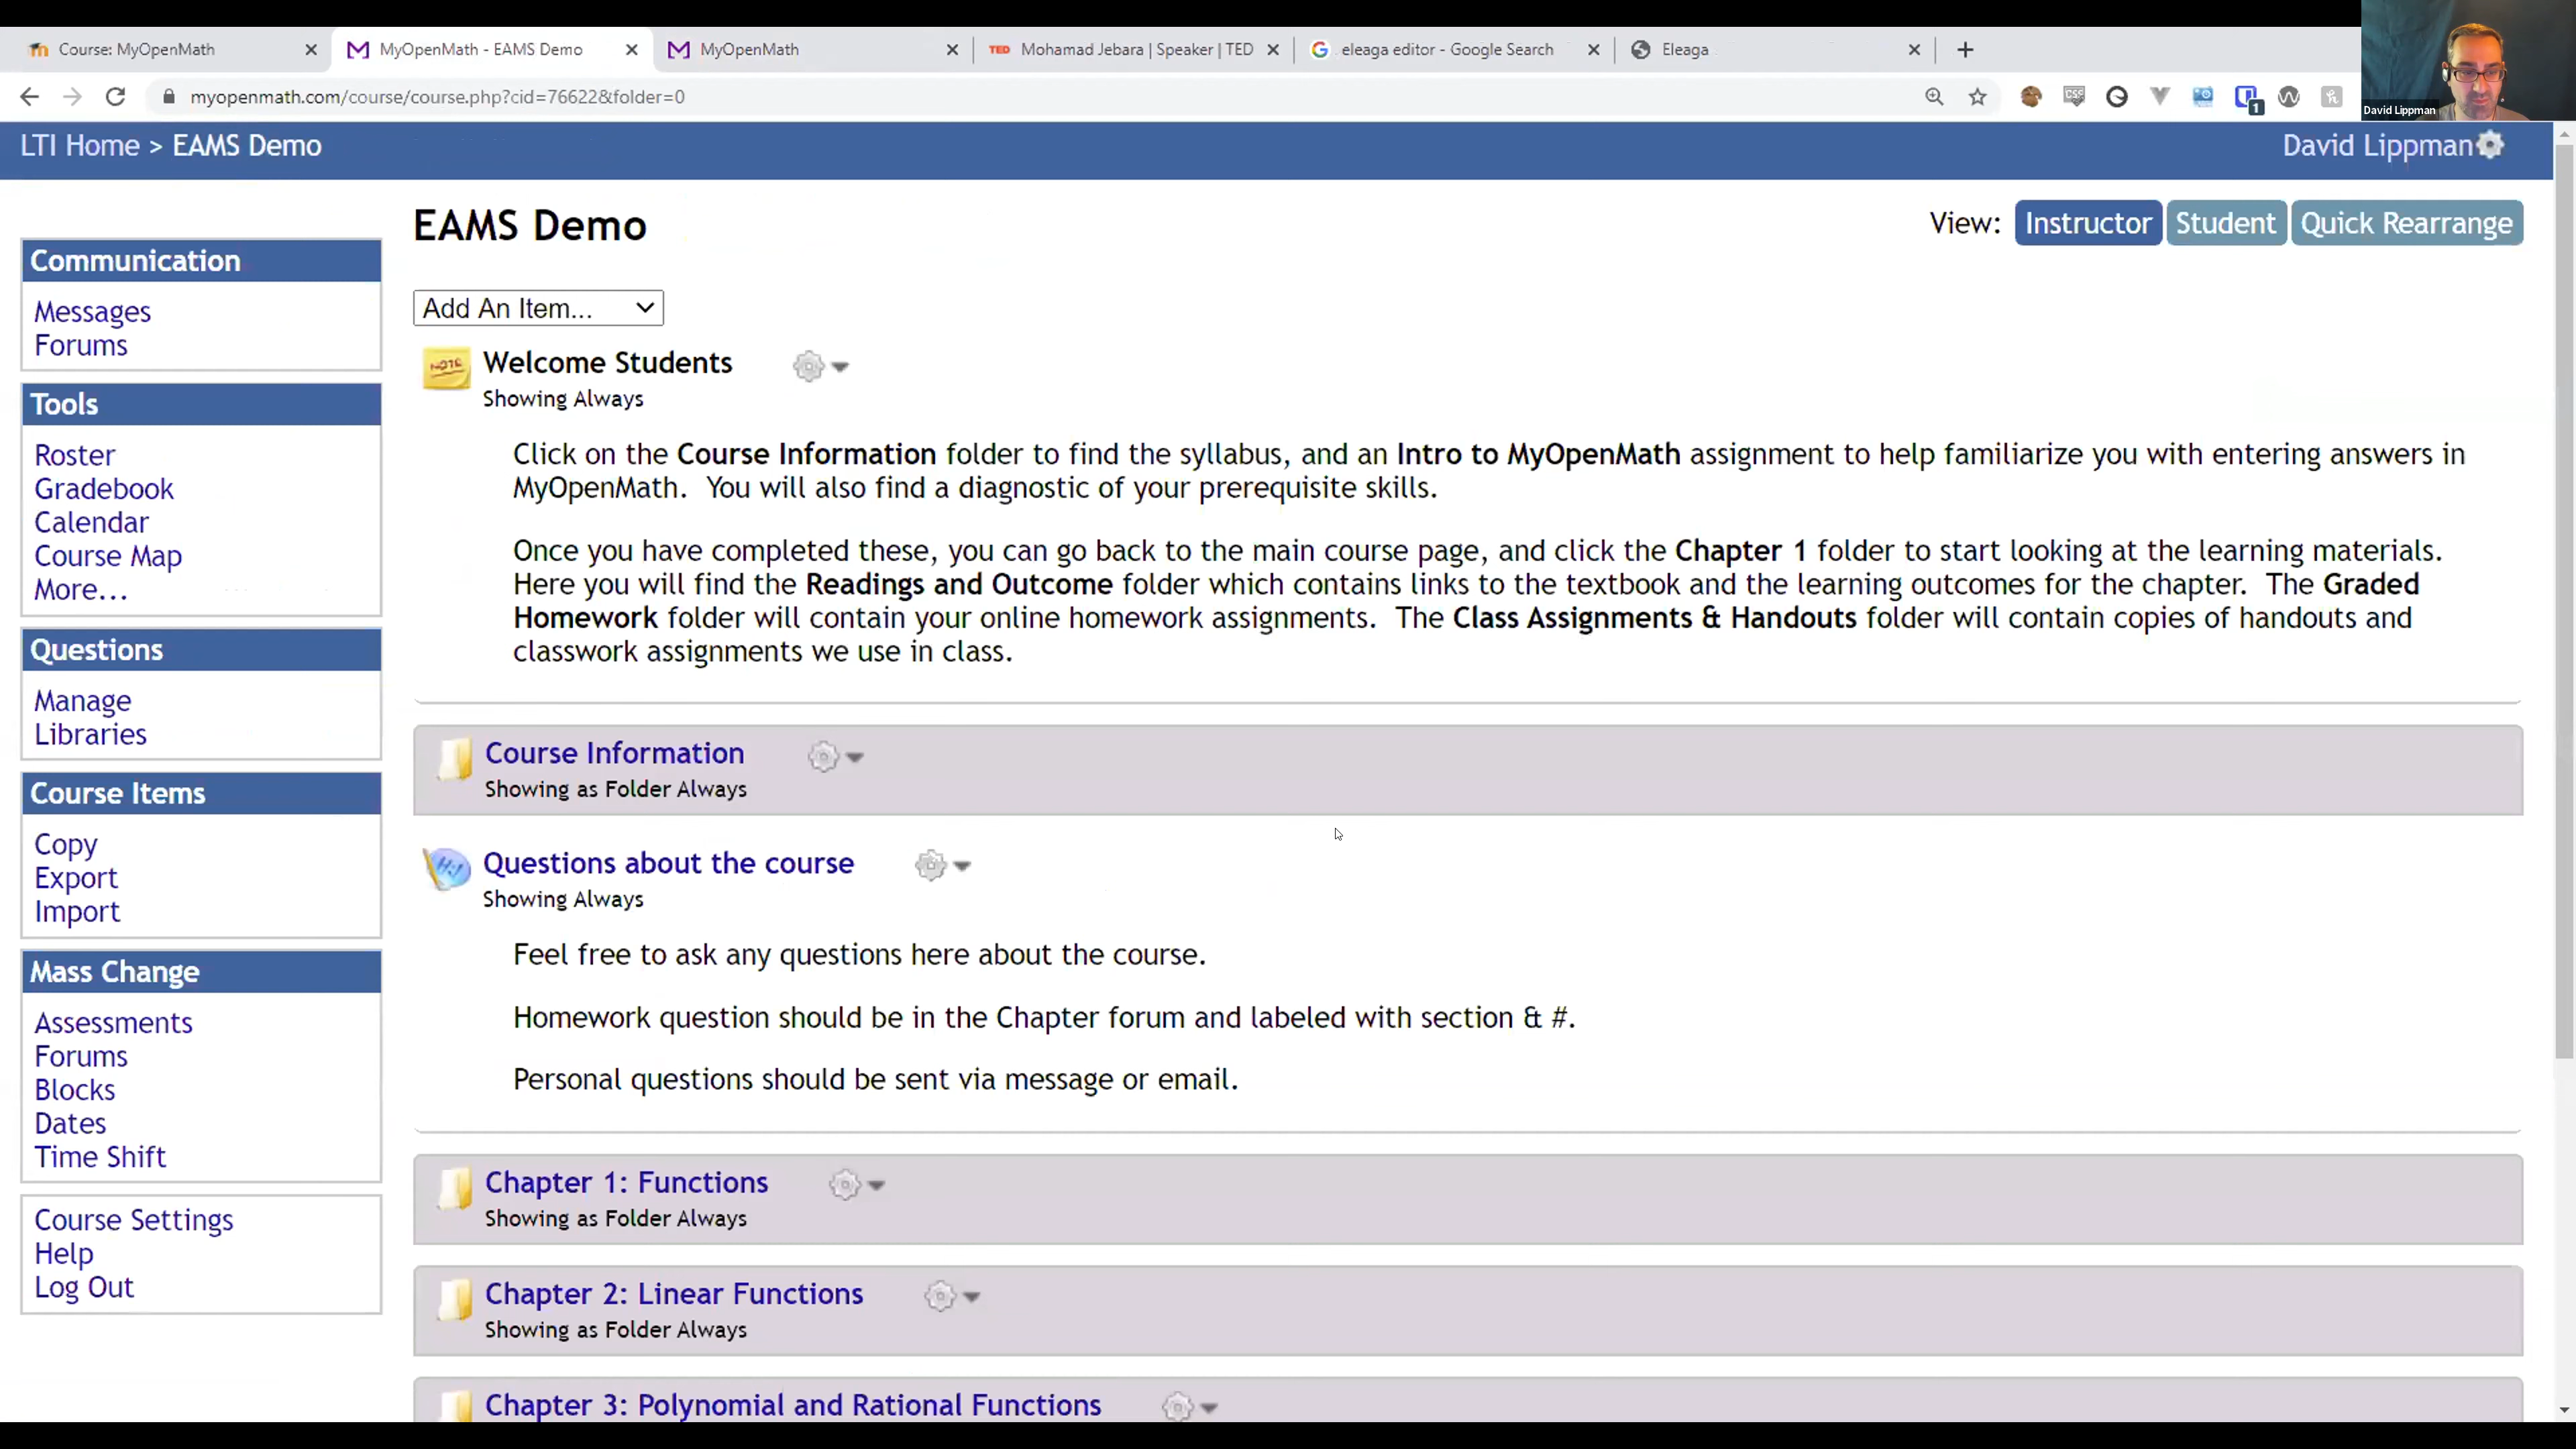 Course: MyOpenMath
MyOpenMath - EAMS Demo
MyOpenMath
TED Mohamad Jebara | Speaker | TED
eleaga editor - Google Search
Eleaga
myopenmath.com/course/course.php?cid=76622&folder=0
David Lippman
LTI Home > EAMS Demo
David Lippman
EAMS Demo
View: Instructor Student Quick Rearrange
Communication
Messages
Forums
Tools
Roster
Gradebook
Calendar
Course Map
More...
Questions
Manage
Libraries
Course Items
Copy
Export
Import
Mass Change
Assessments
Forums
Blocks
Dates
Time Shift
Course Settings
Help
Log Out
Add An Item...
NOTE
Welcome Students
Showing Always
Click on the Course Information folder to find the syllabus, and an Intro to MyOpenMath assignment to help familiarize you with entering answers in
MyOpenMath. You will also find a diagnostic of your prerequisite skills.
Once you have completed these, you can go back to the main course page, and click the Chapter 1 folder to start looking at the learning materials.
Here you will find the Readings and Outcome folder which contains links to the textbook and the learning outcomes for the chapter. The Graded
Homework folder will contain your online homework assignments. The Class Assignments & Handouts folder will contain copies of handouts and
classwork assignments we use in class.
Course Information
Showing as Folder Always
Hi!
Questions about the course
Showing Always
Feel free to ask any questions here about the course.
Homework question should be in the Chapter forum and labeled with section & #.
Personal questions should be sent via message or email.
Chapter 1: Functions
Showing as Folder Always
Chapter 2: Linear Functions
Showing as Folder Always
Chapter 3: Polynomial and Rational Functions